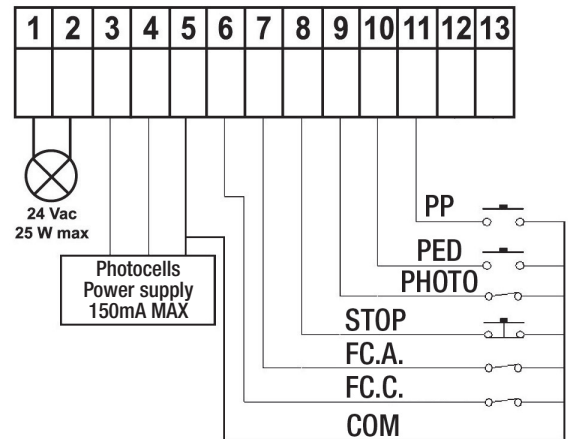 1 2 3 4 5 6 7 8 9 10 11 12 13
24 Vac
25 W max
Photocells
Power supply
150mA MAX
PP
PED
PHOTO
STOP
FC.A.
FC.C.
COM